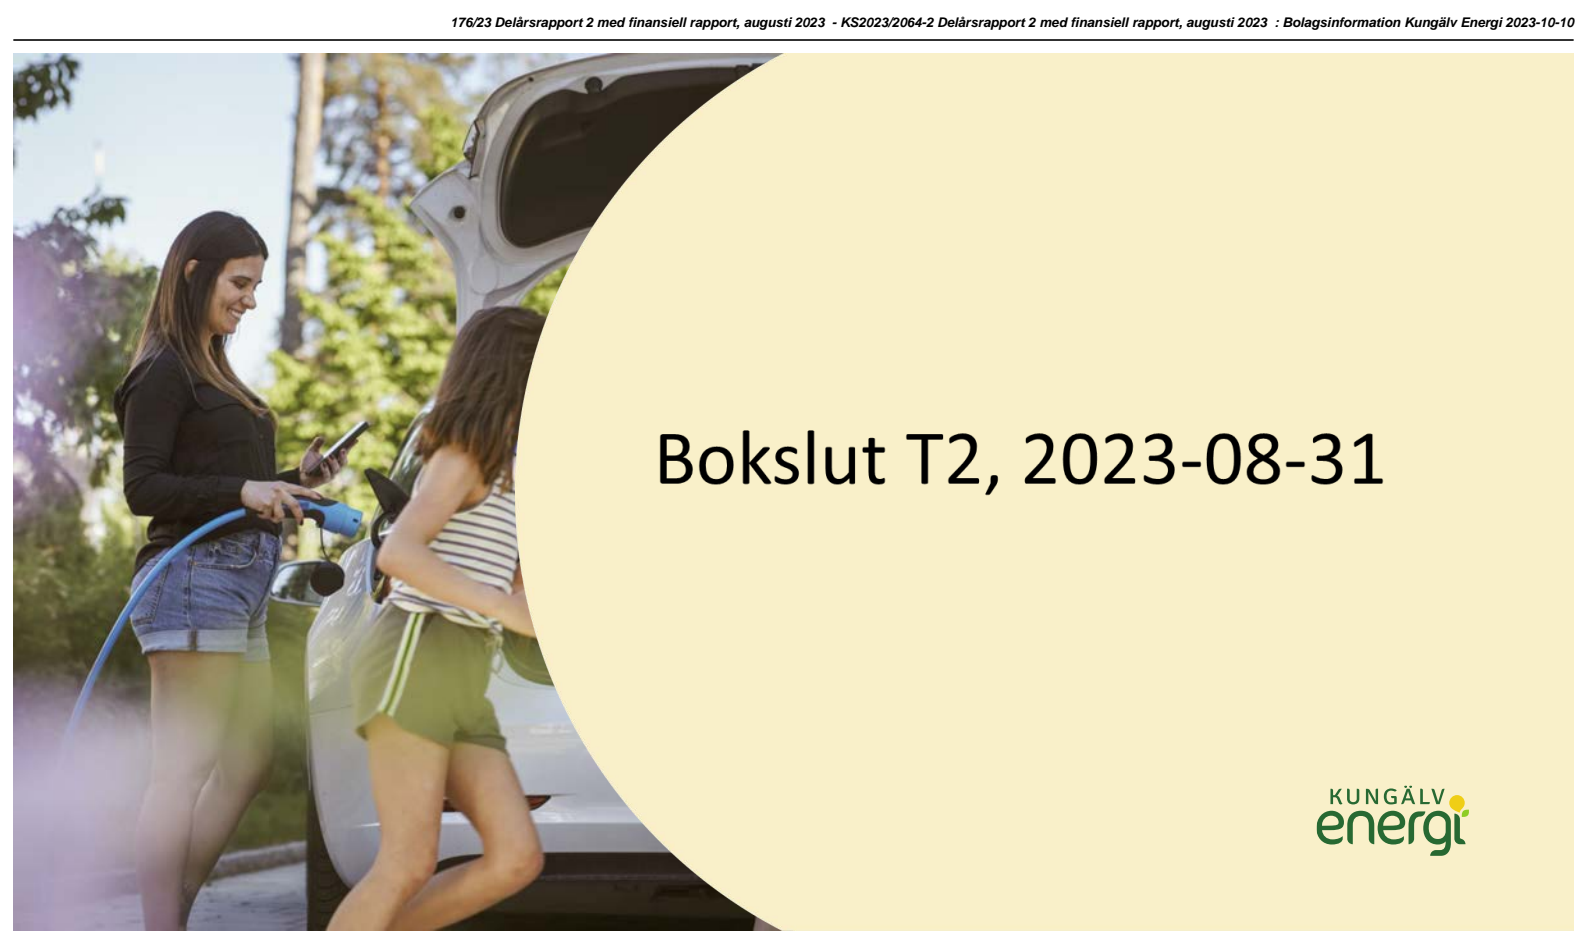 176/23 Delårsrapport 2 med finansiell rapport, augusti 2023 - KS2023/2064-2 Delårsrapport 2 med finansiell rapport, augusti 2023 : Bolagsinformation Kungälv Energi 2023-10-10
Bokslut T2, 2023-08-31
KUNGÄLV
energi